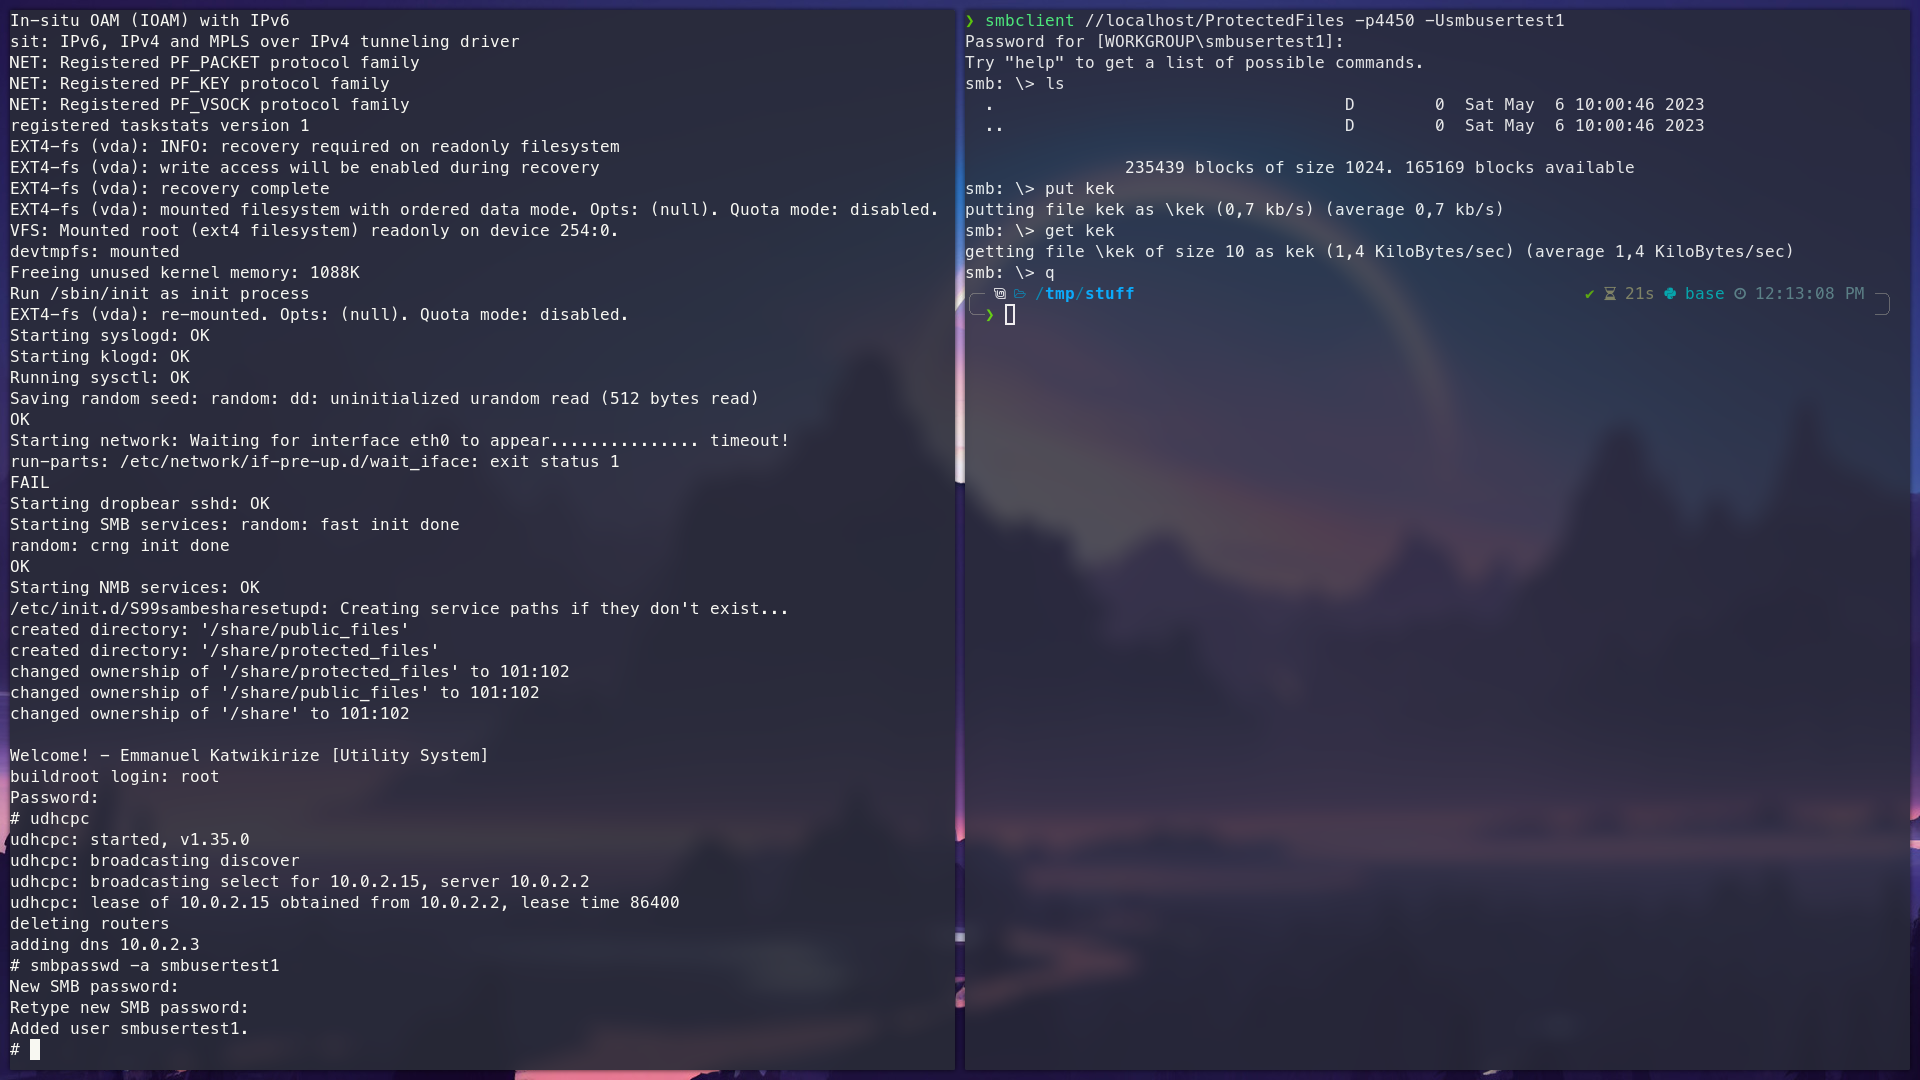 In-situ OAM (IOAM) with IPv6
sit: IPv6, IPv4 and MPLS over IPv4 tunneling driver
NET: Registered PF_PACKET protocol family
NET: Registered PF_KEY protocol family
NET: Registered PF_VSOCK protocol family
registered taskstats version 1
EXT4-fs (vda): INFO: recovery required on readonly filesystem
EXT4-fs (vda): write access will be enabled during recovery
EXT4-fs (vda): recovery complete
EXT4-fs (vda): mounted filesystem with ordered data mode. Opts: (null). Quota mode: disabled.
VFS: Mounted root (ext4 filesystem) readonly on device 254:0.
devtmpfs: mounted
Freeing unused kernel memory: 1088K
Run /sbin/init as init process
EXT4-fs (vda): re-mounted. Opts: (null). Quota mode: disabled.
Starting syslogd: OK
Starting klogd: OK
Running sysctl: OK
Saving random seed: random: dd: uninitialized urandom read (512 bytes read)
OK
Starting network: Waiting for interface eth0 to appear............... timeout!
run-parts: /etc/network/if-pre-up.d/wait_iface: exit status 1
FAIL
Starting dropbear sshd: OK
Starting SMB services: random: fast init done
random: crng init done
OK
Starting NMB services: OK
/etc/init.d/S99sambesharesetupd: Creating service paths if they don't exist...
created directory: '/share/public_files'
created directory: '/share/protected_files'
changed ownership of '/share/protected_files' to 101:102
changed ownership of '/share/public_files' to 101:102
changed ownership of '/share' to 101:102
Welcome! - Emmanuel Katwikirize [Utility System]
buildroot login: root
Password:
# udhcpc
udhcpc: started, v1.35.0
udhcpc: broadcasting discover
udhcpc: broadcasting select for 10.0.2.15, server 10.0.2.2
udhcpc: lease of 10.0.2.15 obtained from 10.0.2.2, lease time 86400
deleting routers
adding dns 10.0.2.3
# smbpasswd -a smbusertest1
New SMB password:
Retype new SMB password:
Added user smbusertest1.
#
❯ smbclient //localhost/ProtectedFiles -p4450 -Usmbusertest1
Password for [WORKGROUP\smbusertest1]:
Try "help" to get a list of possible commands.
smb: \> ls
. D 0 Sat May 6 10:00:46 2023
.. D 0 Sat May 6 10:00:46 2023
235439 blocks of size 1024. 165169 blocks available
smb: \> put kek
putting file kek as \kek (0,7 kb/s) (average 0,7 kb/s)
smb: \> get kek
getting file \kek of size 10 as kek (1,4 KiloBytes/sec) (average 1,4 KiloBytes/sec)
smb: \> q
/tmp/stuff ✔ 21s base 12:13:08 PM
❯